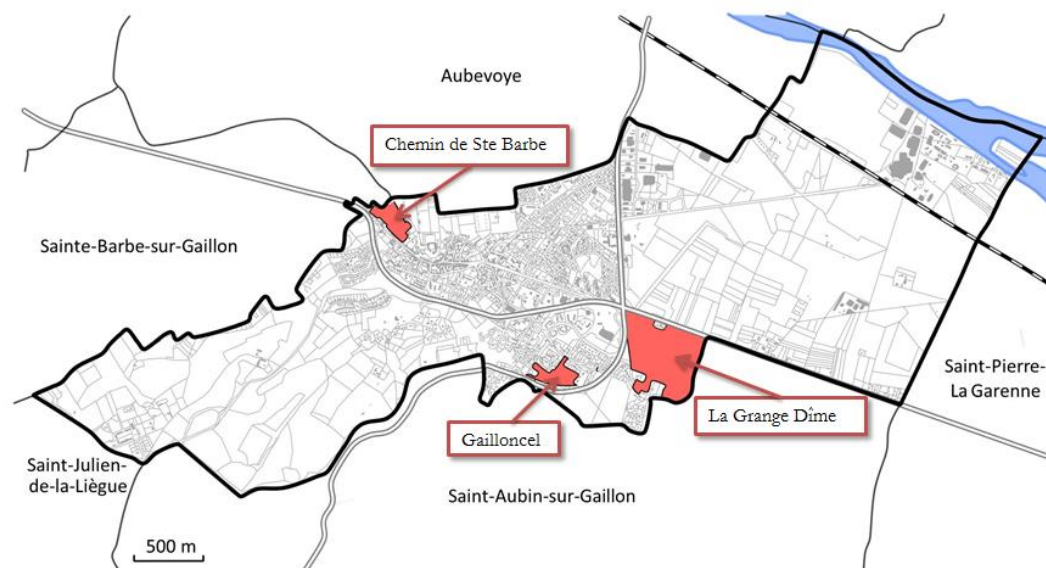 Aubevoye
Chemin de Ste Barbe
Sainte-Barbe-sur-Gaillon
Saint-Pierre-
La Garenne
La Grange Dîme
Gailloncel
Saint-Julien-
de-la-Liègue
Saint-Aubin-sur-Gaillon
500 m